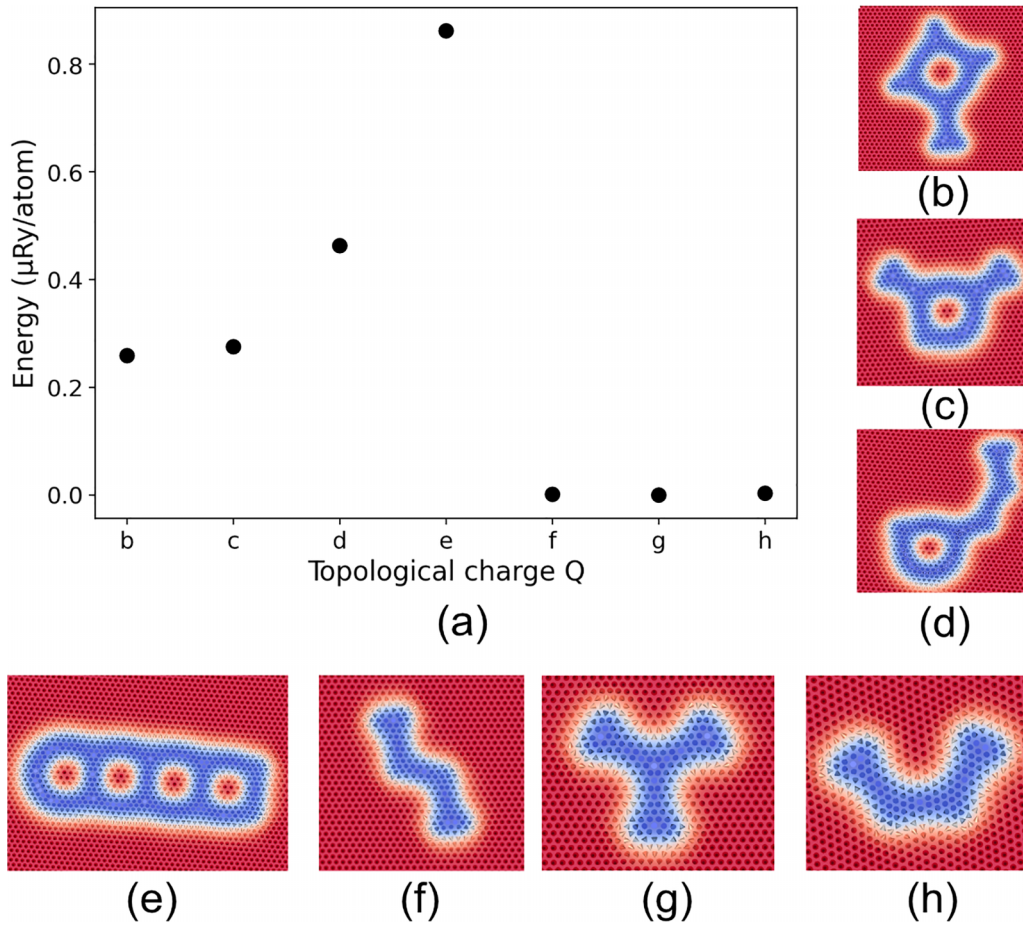 0.8
0.6
0.4
0.2
0.0
Energy (μRy/atom)
b c d e f g h
Topological charge Q
(a)
(b)
(c)
(d)
(e) (f) (g) (h)